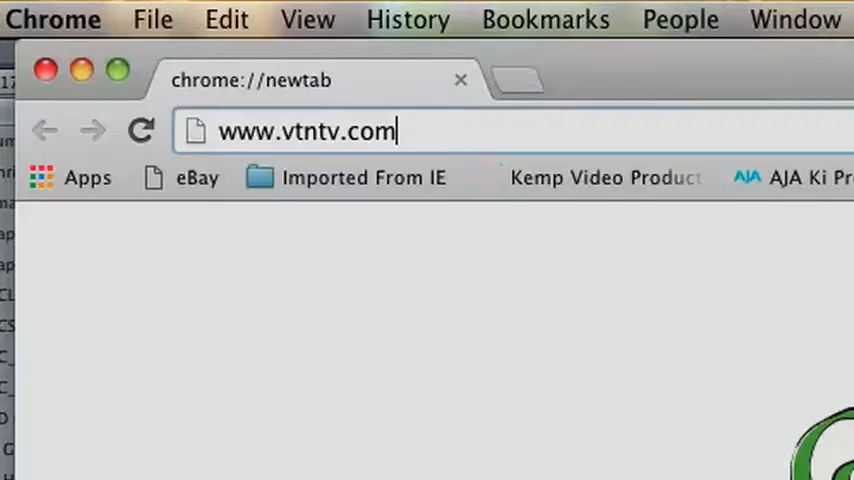 Chrome File Edit View History Bookmarks People Window
chrome://newtab
www.vtntv.com
Apps eBay Imported From IE Kemp Video Product AJA AJA Ki Pr